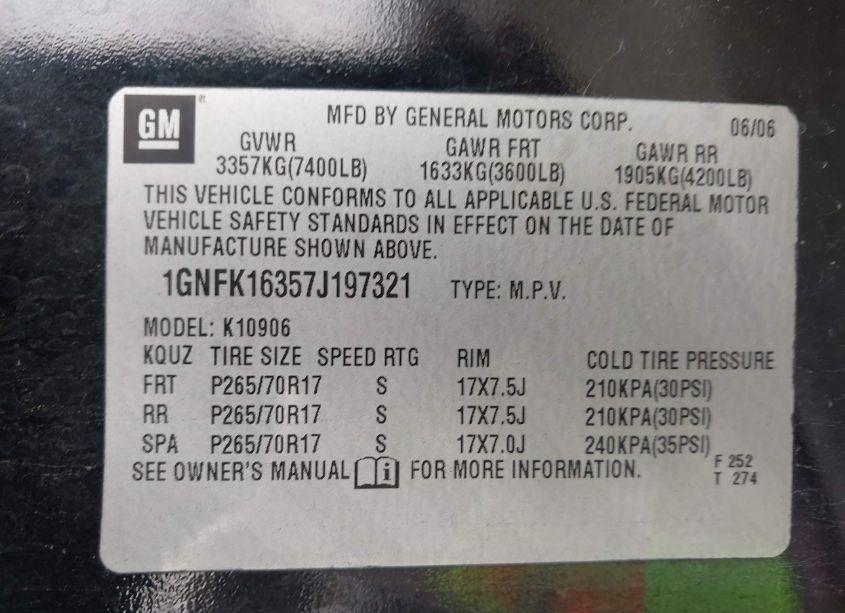 GM ® MFD BY GENERAL MOTORS CORP. 06/06
GVWR GAWR FRT GAWR RR
3357KG(7400LB) 1633KG(3600LB) 1905KG(4200LB)
THIS VEHICLE CONFORMS TO ALL APPLICABLE U.S. FEDERAL MOTOR
VEHICLE SAFETY STANDARDS IN EFFECT ON THE DATE OF
MANUFACTURE SHOWN ABOVE.
1GNFK16357J197321 TYPE: M.P.V.
MODEL: K10906
KQUZ TIRE SIZE SPEED RTG RIM COLD TIRE PRESSURE
FRT P265/70R17 S 17X7.5J 210KPA(30PSI)
RR P265/70R17 S 17X7.5J 210KPA(30PSI)
SPA P265/70R17 S 17X7.0J 240KPA(35PSI)
SEE OWNER'S MANUAL i FOR MORE INFORMATION. F 252
T 274